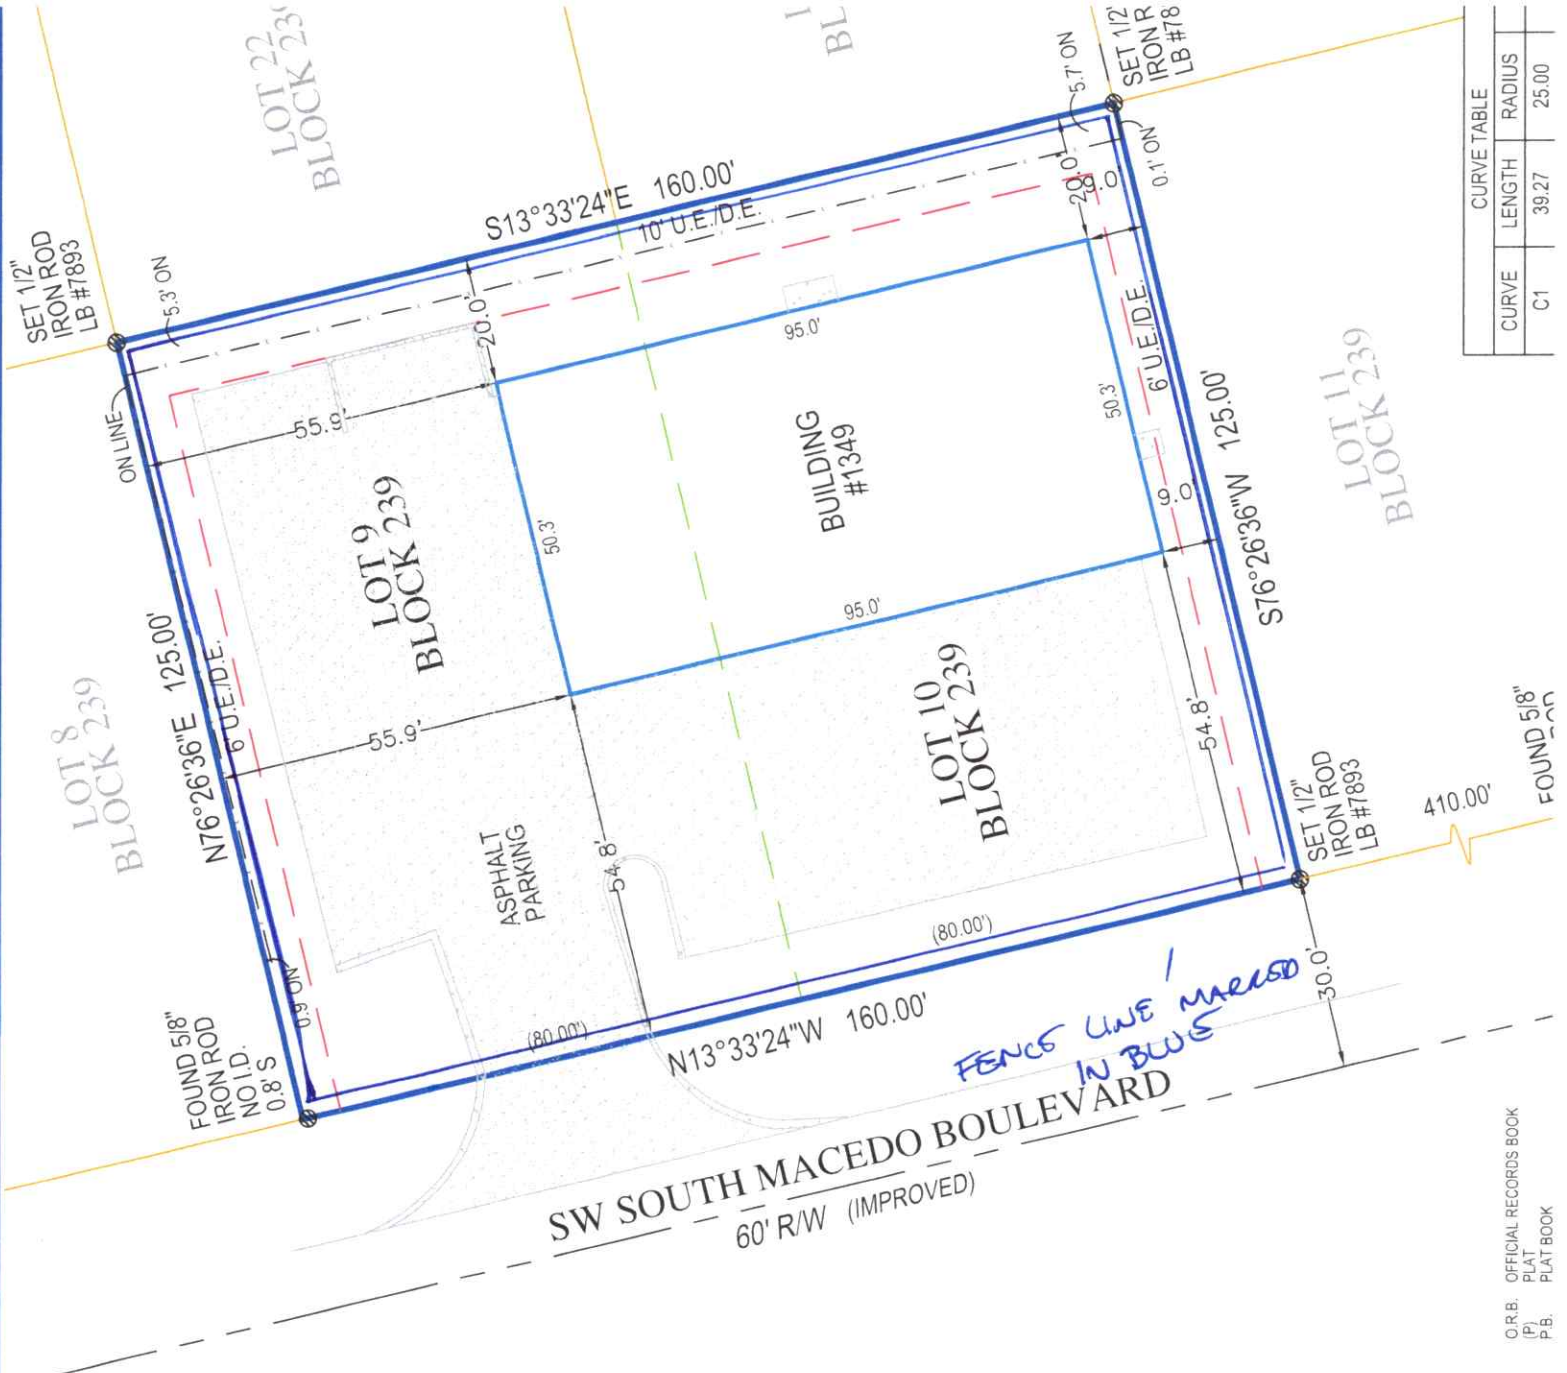 LOT 22
BLOCK 239
SET 1/2"
IRON ROD
LB #7893
5.3' ON
ON LINE
S13°33'24"E 160.00'
10' U.E./D.E.
5.7' ON
SET 1/2"
20.0'
20.0'
9.0'
0.1' ON
CURVE TABLE
CURVE LENGTH RADIUS
C1 39.27 25.00
55.9'
LOT 9
BLOCK 239
50.3'
95.0'
BUILDING
#1349
50.3'
6' U.E./D.E.
9.0'
S76°26'36"W 125.00'
LOT 11
BLOCK 239
LOT 8
BLOCK 239
N76°26'36"E 125.00'
6' U.E./D.E.
55.9'
95.0'
LOT 10
BLOCK 239
54.8'
ASPHALT
PARKING
54.8'
0.9' ON
FOUND 5/8"
IRON ROD
NO I.D.
0.8' S
(80.00')
(80.00')
N13°33'24"W 160.00'
SET 1/2"
IRON ROD
LB #7893
410.00'
FOUND 5/8"
30.0'
FENCE LINE MARKED
IN BLUE
SW SOUTH MACEDO BOULEVARD
60' R/W (IMPROVED)
O.R.B. OFFICIAL RECORDS BOOK
(P) PLAT
P.B. PLAT BOOK